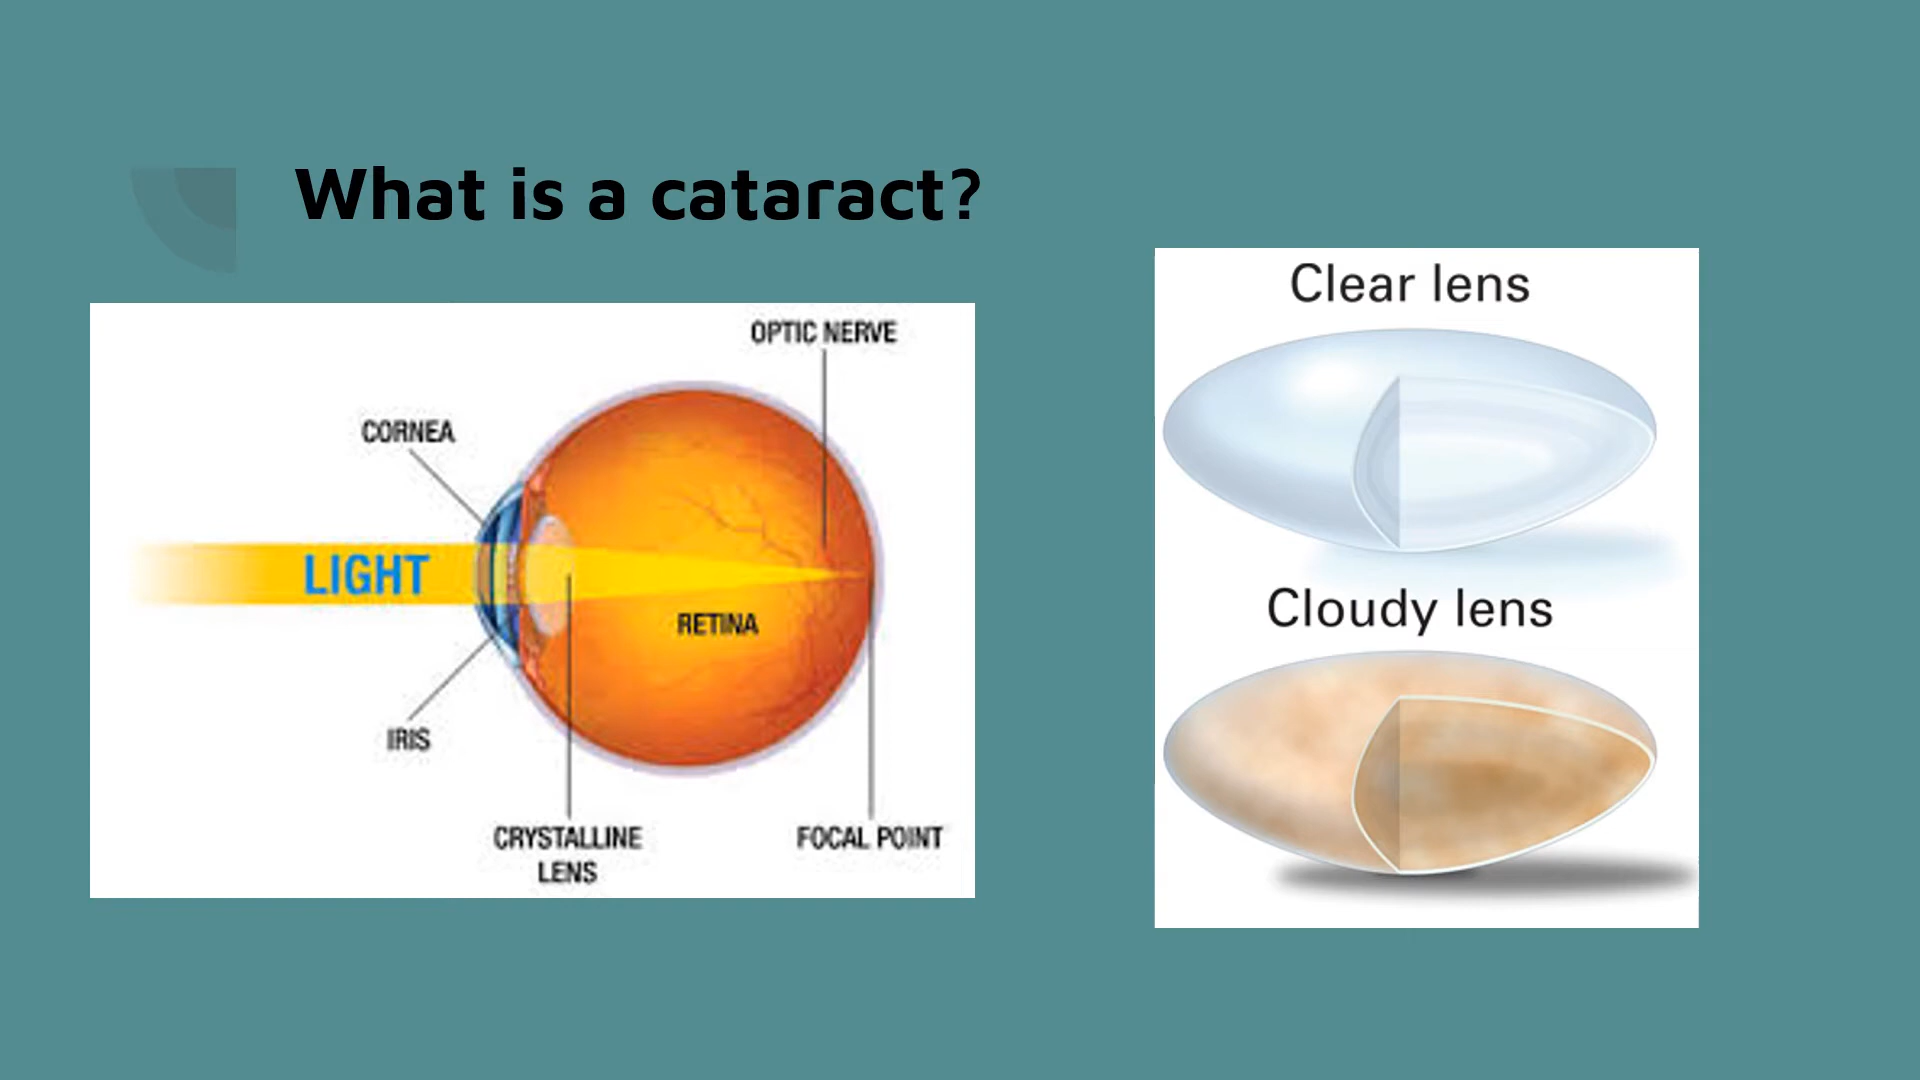 What is a cataract?
OPTIC NERVE
CORNEA
LIGHT
RETINA
IRIS
CRYSTALLINE
LENS
FOCAL POINT
Clear lens
Cloudy lens